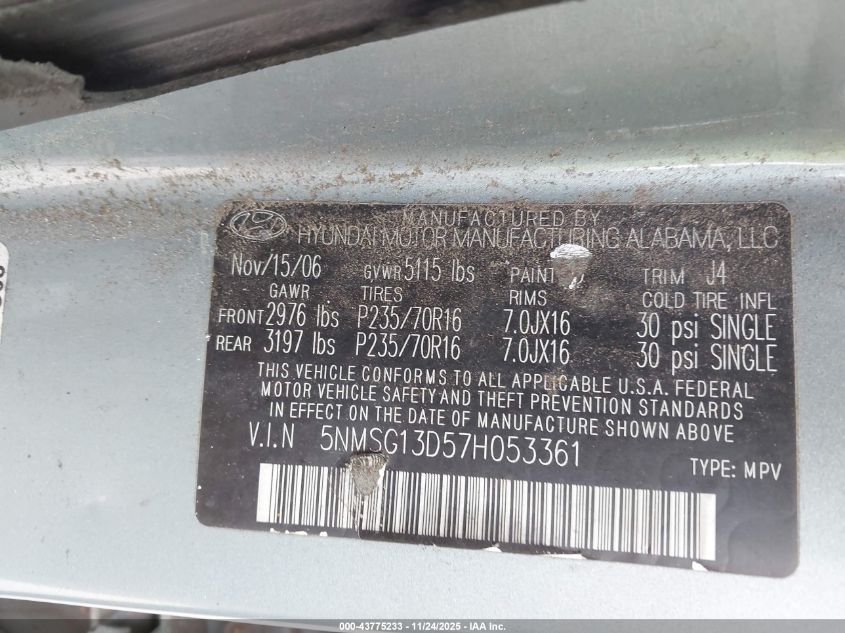 MANUFACTURED BY
HYUNDAI MOTOR MANUFACTURING ALABAMA, LLC
Nov/15/06 GVWR 5115 lbs PAINT TRIM J4
GAWR TIRES RIMS COLD TIRE INFL
FRONT 2976 lbs P235/70R16 7.0JX16 30 psi SINGLE
REAR 3197 lbs P235/70R16 7.0JX16 30 psi SINGLE
THIS VEHICLE CONFORMS TO ALL APPLICABLE U.S.A. FEDERAL
MOTOR VEHICLE SAFETY AND THEFT PREVENTION STANDARDS
IN EFFECT ON THE DATE OF MANUFACTURE SHOWN ABOVE
V.I.N 5NMSG13D57H053361
TYPE: MPV
000-43775233 - 11/24/2025 - IAA Inc.